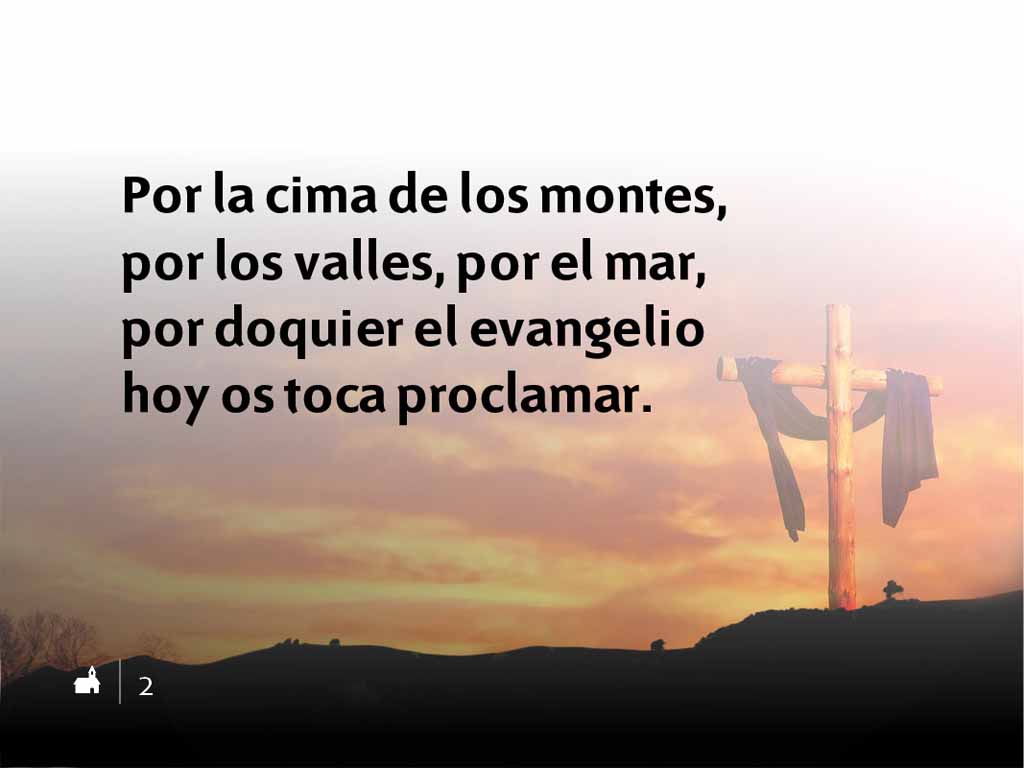 Por la cima de los montes,
por los valles, por el mar,
por doquier el evangelio
hoy os toca proclamar.
2